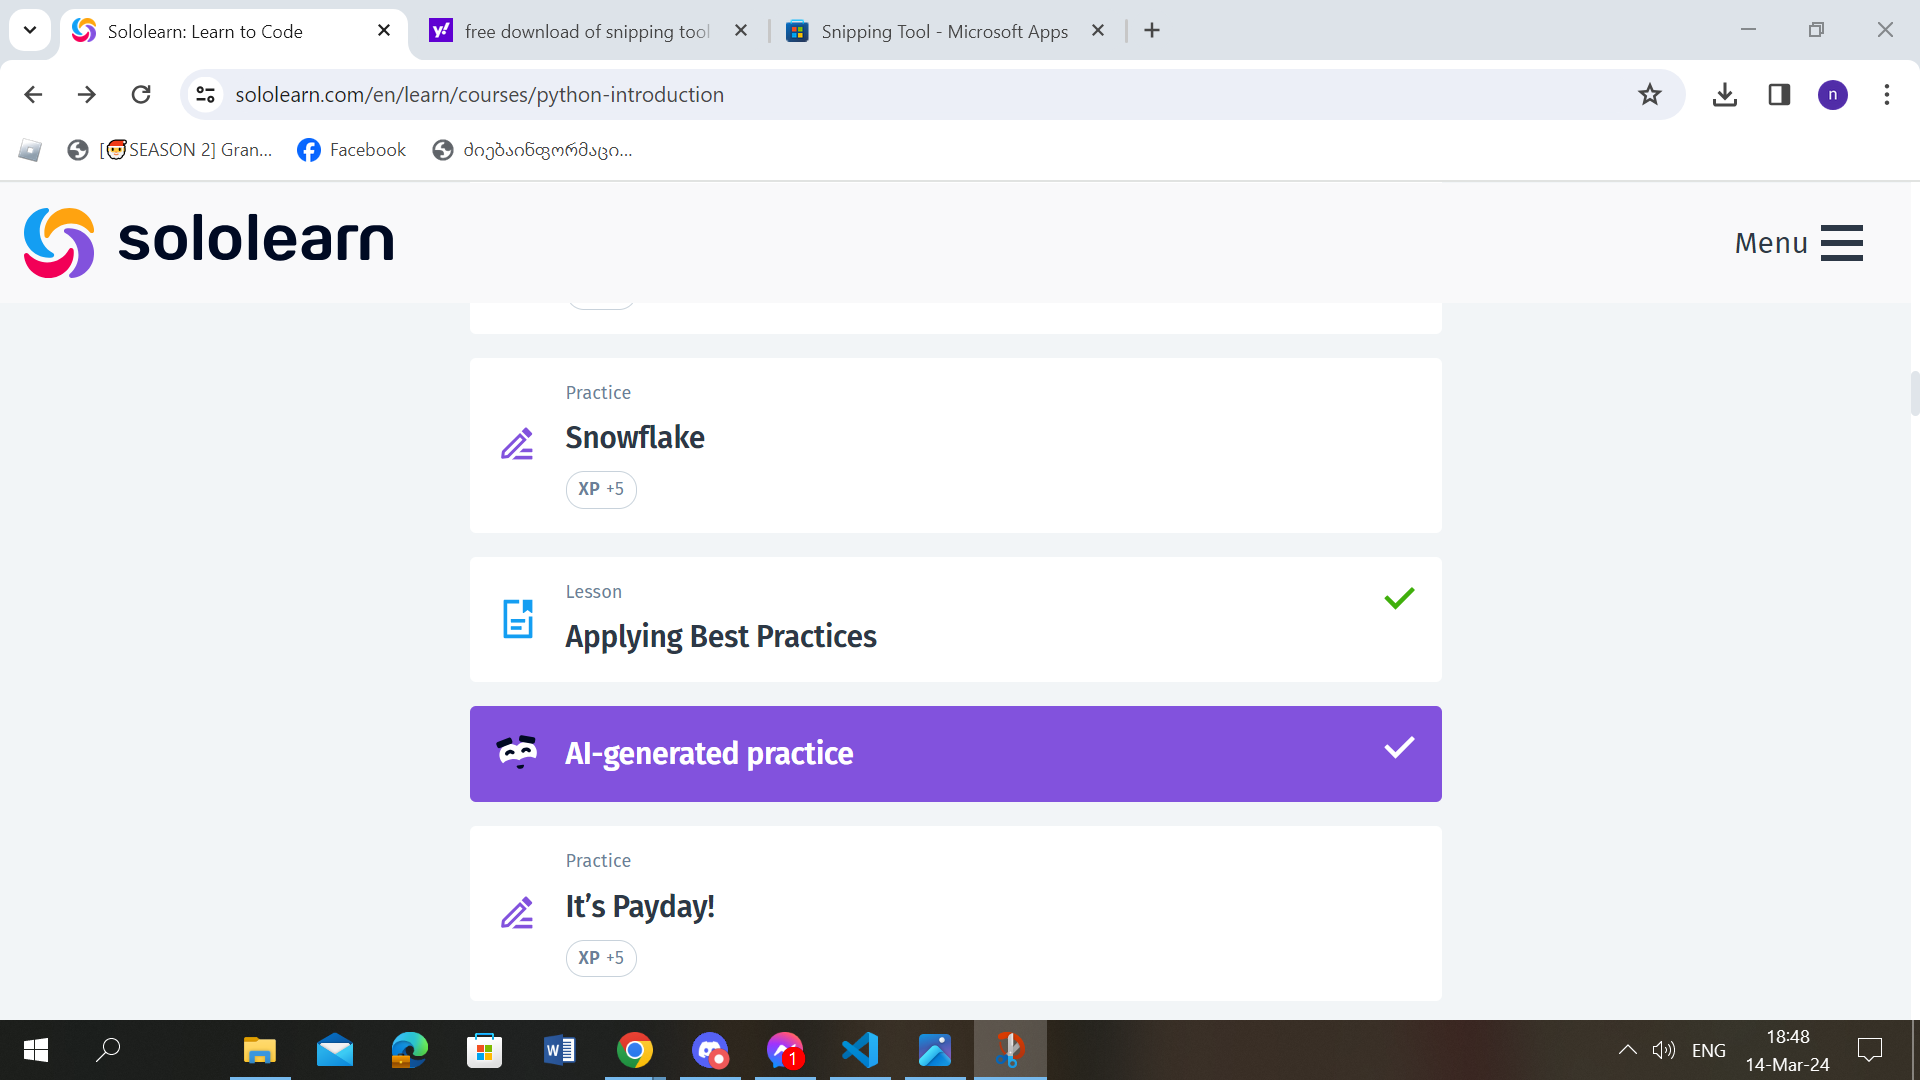 Sololearn: Learn to Code
free download of snipping tool
Snipping Tool - Microsoft Apps
sololearn.com/en/learn/courses/python-introduction
n
[🎅SEASON 2] Gran...
Facebook
ძიებაინფორმაცი...
sololearn
Menu
Practice
Snowflake
XP +5
Lesson
Applying Best Practices
AI-generated practice
Practice
It’s Payday!
XP +5
1
ENG
18:48
14-Mar-24